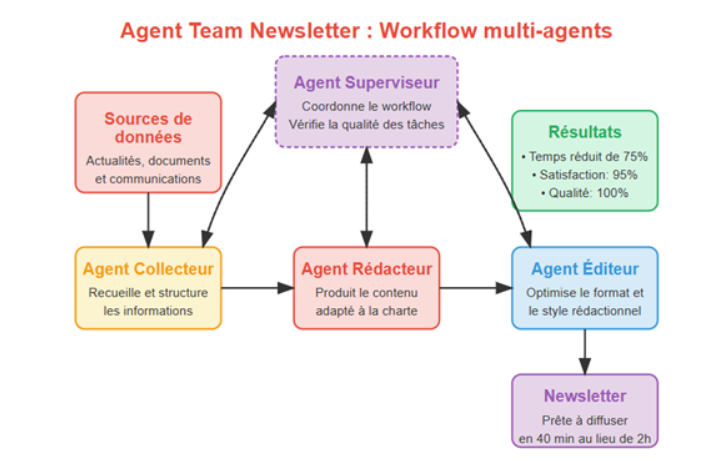 Agent Team Newsletter : Workflow multi-agents
Agent Superviseur
Coordonne le workflow
Vérifie la qualité des tâches
Sources de
données
Actualités, documents
et communications
Résultats
• Temps réduit de 75%
• Satisfaction: 95%
• Qualité: 100%
Agent Collecteur
Recueille et structure
les informations
Agent Rédacteur
Produit le contenu
adapté à la charte
Agent Éditeur
Optimise le format et
le style rédactionnel
Newsletter
Prête à diffuser
en 40 min au lieu de 2h